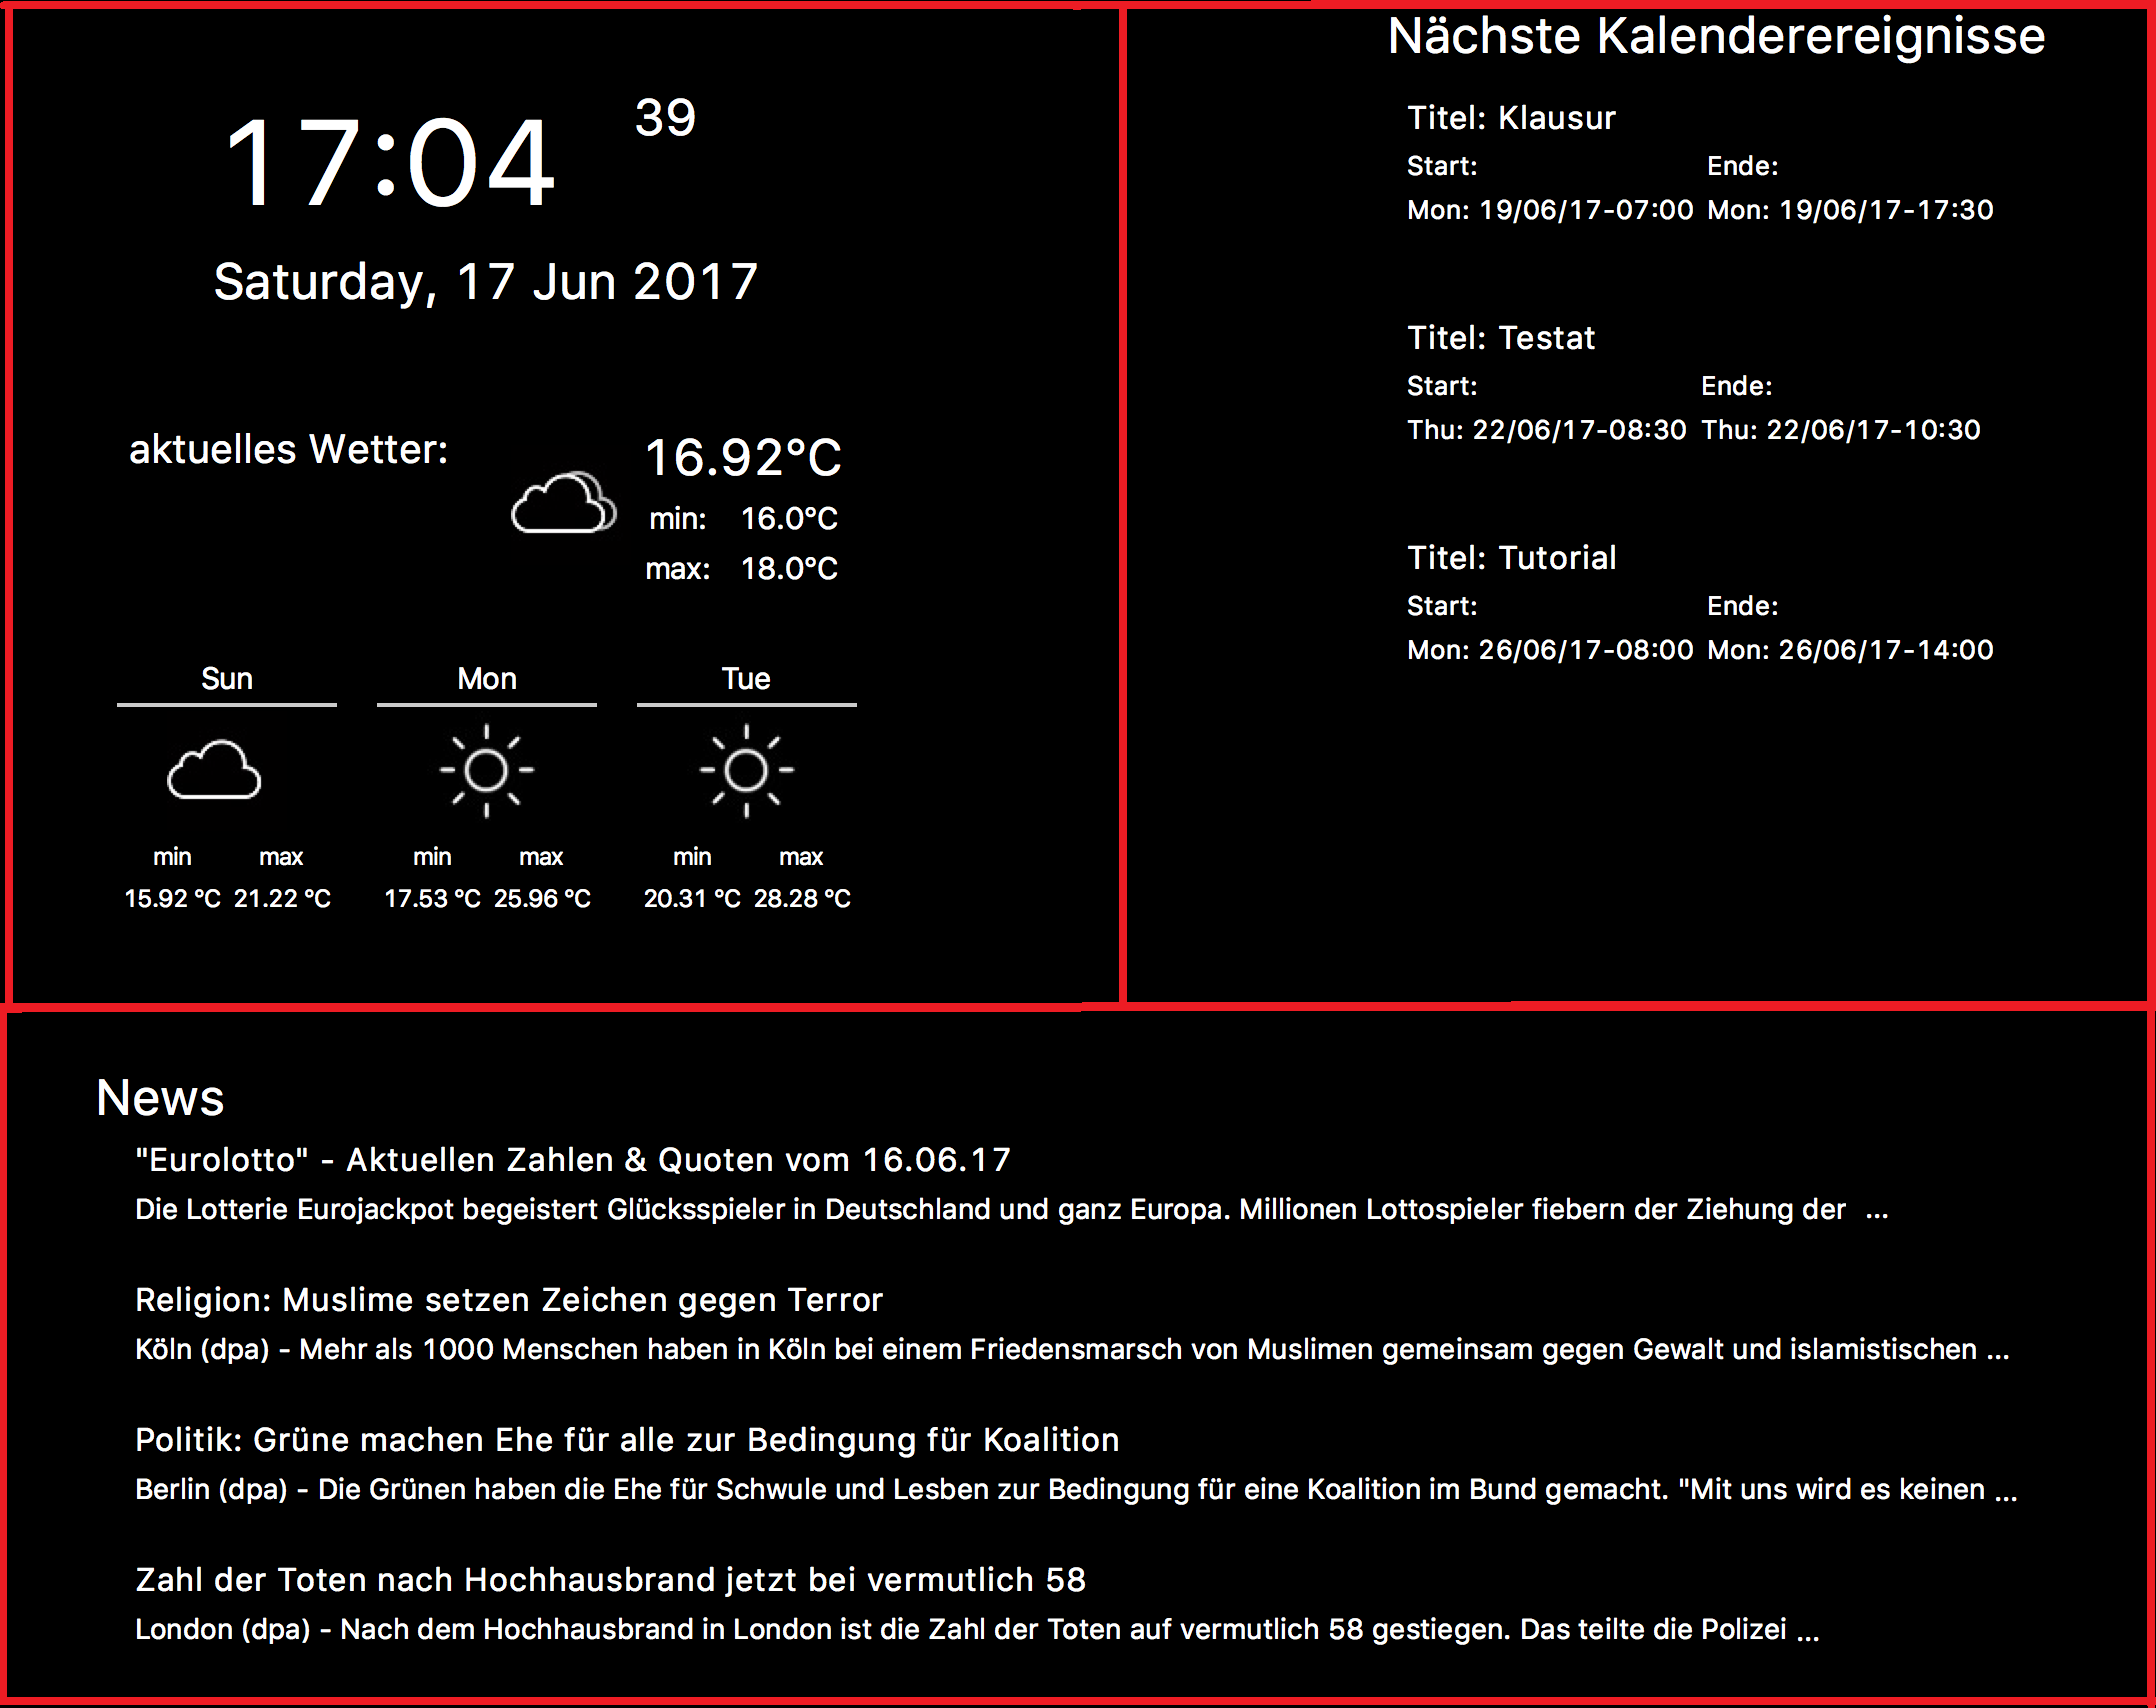 17:04 39
Saturday, 17 Jun 2017
aktuelles Wetter:
16.92°C
min: 16.0°C
max: 18.0°C
Sun Mon Tue
min max min max min max
15.92 °C 21.22 °C 17.53 °C 25.96 °C 20.31 °C 28.28 °C
Nächste Kalenderereignisse
Titel: Klausur
Start: Ende:
Mon: 19/06/17-07:00 Mon: 19/06/17-17:30
Titel: Testat
Start: Ende:
Thu: 22/06/17-08:30 Thu: 22/06/17-10:30
Titel: Tutorial
Start: Ende:
Mon: 26/06/17-08:00 Mon: 26/06/17-14:00
News
"Eurolotto" - Aktuellen Zahlen & Quoten vom 16.06.17
Die Lotterie Eurojackpot begeistert Glücksspieler in Deutschland und ganz Europa. Millionen Lottospieler fiebern der Ziehung der ...
Religion: Muslime setzen Zeichen gegen Terror
Köln (dpa) - Mehr als 1000 Menschen haben in Köln bei einem Friedensmarsch von Muslimen gemeinsam gegen Gewalt und islamistischen ...
Politik: Grüne machen Ehe für alle zur Bedingung für Koalition
Berlin (dpa) - Die Grünen haben die Ehe für Schwule und Lesben zur Bedingung für eine Koalition im Bund gemacht. "Mit uns wird es keinen ...
Zahl der Toten nach Hochhausbrand jetzt bei vermutlich 58
London (dpa) - Nach dem Hochhausbrand in London ist die Zahl der Toten auf vermutlich 58 gestiegen. Das teilte die Polizei ...